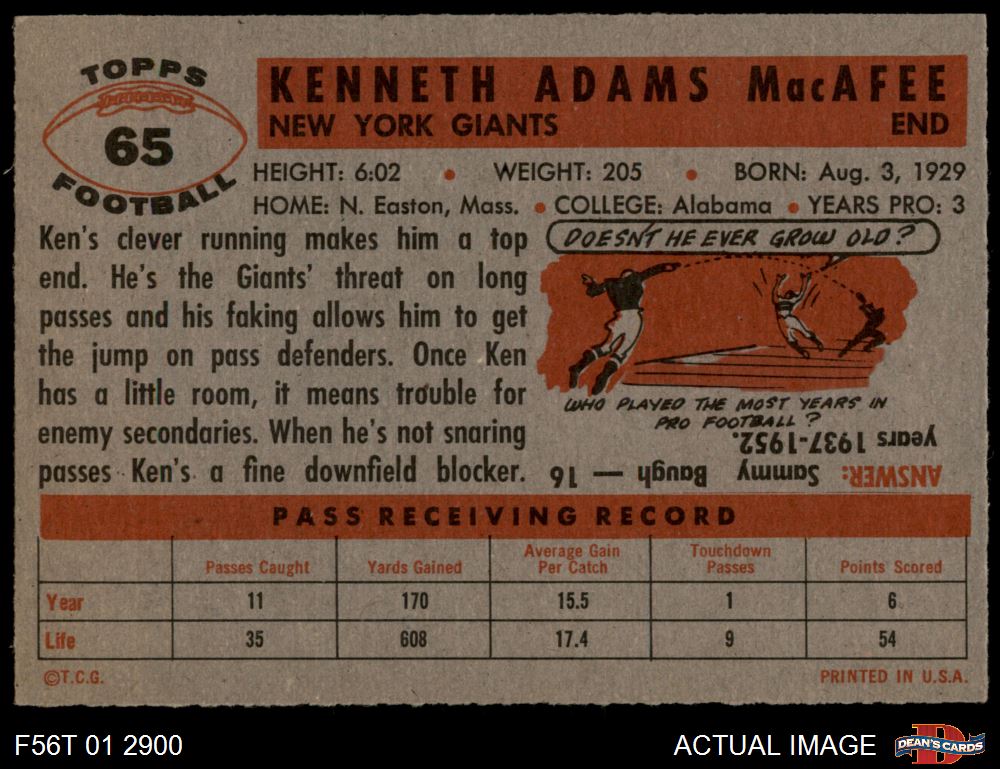 TOPPS
65
FOOTBALL
KENNETH ADAMS MacAFEE
NEW YORK GIANTS END
HEIGHT: 6:02 • WEIGHT: 205 • BORN: Aug. 3, 1929
HOME: N. Easton, Mass. • COLLEGE: Alabama • YEARS PRO: 3
Ken's clever running makes him a top
end. He's the Giants' threat on long
passes and his faking allows him to get
the jump on pass defenders. Once Ken
has a little room, it means trouble for
enemy secondaries. When he's not snaring
passes Ken's a fine downfield blocker.
DOESN'T HE EVER GROW OLD?
WHO PLAYED THE MOST YEARS IN
PRO FOOTBALL?
ANSWER: Sammy Baugh — 16
Years 1937-1952.
PASS RECEIVING RECORD
Passes Caught Yards Gained Average Gain Per Catch Touchdown Passes Points Scored
Year 11 170 15.5 1 6
Life 35 608 17.4 9 54
©T.C.G. PRINTED IN U.S.A.
F56T 01 2900 ACTUAL IMAGE D DEAN'S CARDS